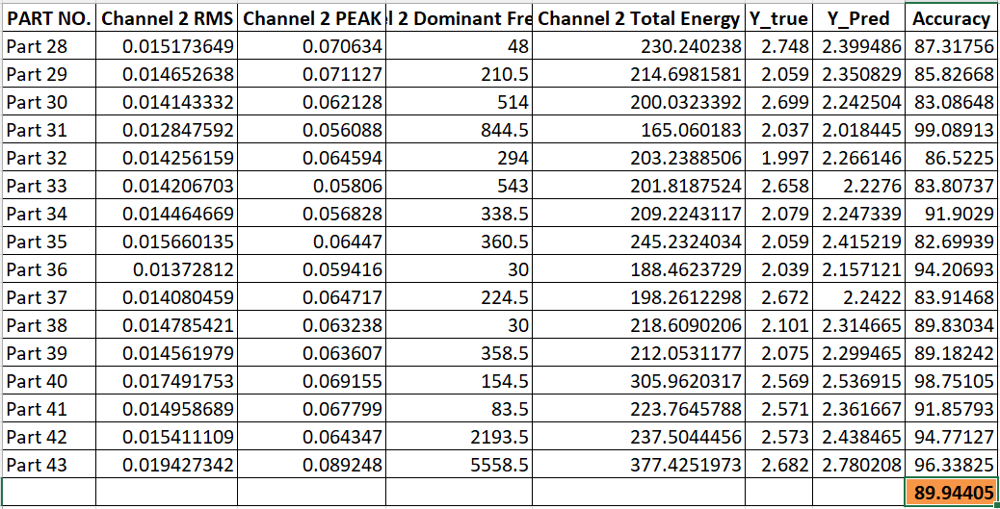 PART NO. Channel 2 RMS Channel 2 PEAK l 2 Dominant Fre Channel 2 Total Energy Y_true Y_Pred Accuracy
Part 28 0.015173649 0.070634 48 230.240238 2.748 2.399486 87.31756
Part 29 0.014652638 0.071127 210.5 214.6981581 2.059 2.350829 85.82668
Part 30 0.014143332 0.062128 514 200.0323392 2.699 2.242504 83.08648
Part 31 0.012847592 0.056088 844.5 165.060183 2.037 2.018445 99.08913
Part 32 0.014256159 0.064594 294 203.2388506 1.997 2.266146 86.5225
Part 33 0.014206703 0.05806 543 201.8187524 2.658 2.2276 83.80737
Part 34 0.014464669 0.056828 338.5 209.2243117 2.079 2.247339 91.9029
Part 35 0.015660135 0.06447 360.5 245.2324034 2.059 2.415219 82.69939
Part 36 0.01372812 0.059416 30 188.4623729 2.039 2.157121 94.20693
Part 37 0.014080459 0.064717 224.5 198.2612298 2.672 2.2422 83.91468
Part 38 0.014785421 0.063238 30 218.6090206 2.101 2.314665 89.83034
Part 39 0.014561979 0.063607 358.5 212.0531177 2.075 2.299465 89.18242
Part 40 0.017491753 0.069155 154.5 305.9620317 2.569 2.536915 98.75105
Part 41 0.014958689 0.067799 83.5 223.7645788 2.571 2.361667 91.85793
Part 42 0.015411109 0.064347 2193.5 237.5044456 2.573 2.438465 94.77127
Part 43 0.019427342 0.089248 5558.5 377.4251973 2.682 2.780208 96.33825
89.94405